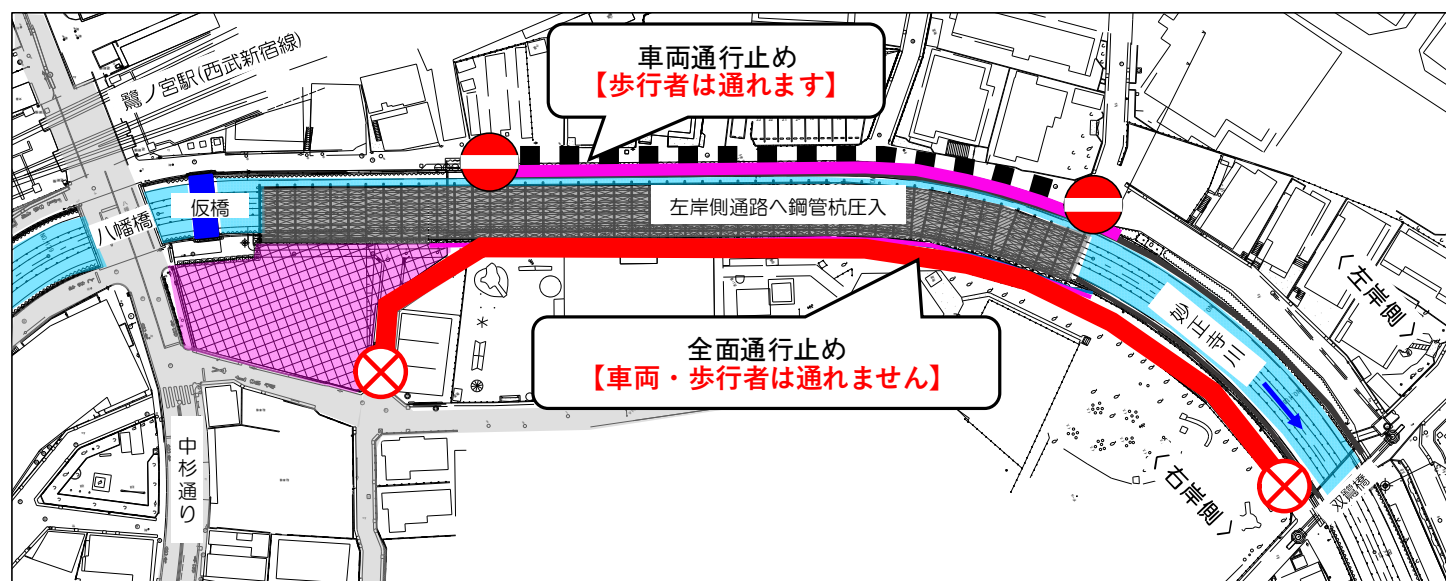 車両通行止め
【歩行者は通れます】
鷺ノ宮駅(西武新宿線)
仮橋
八幡橋
左岸側通路へ鋼管杭圧入
<左岸側>
妙正寺川
全面通行止め
【車両・歩行者は通れません】
中杉通り
<右岸側>
双鷺橋